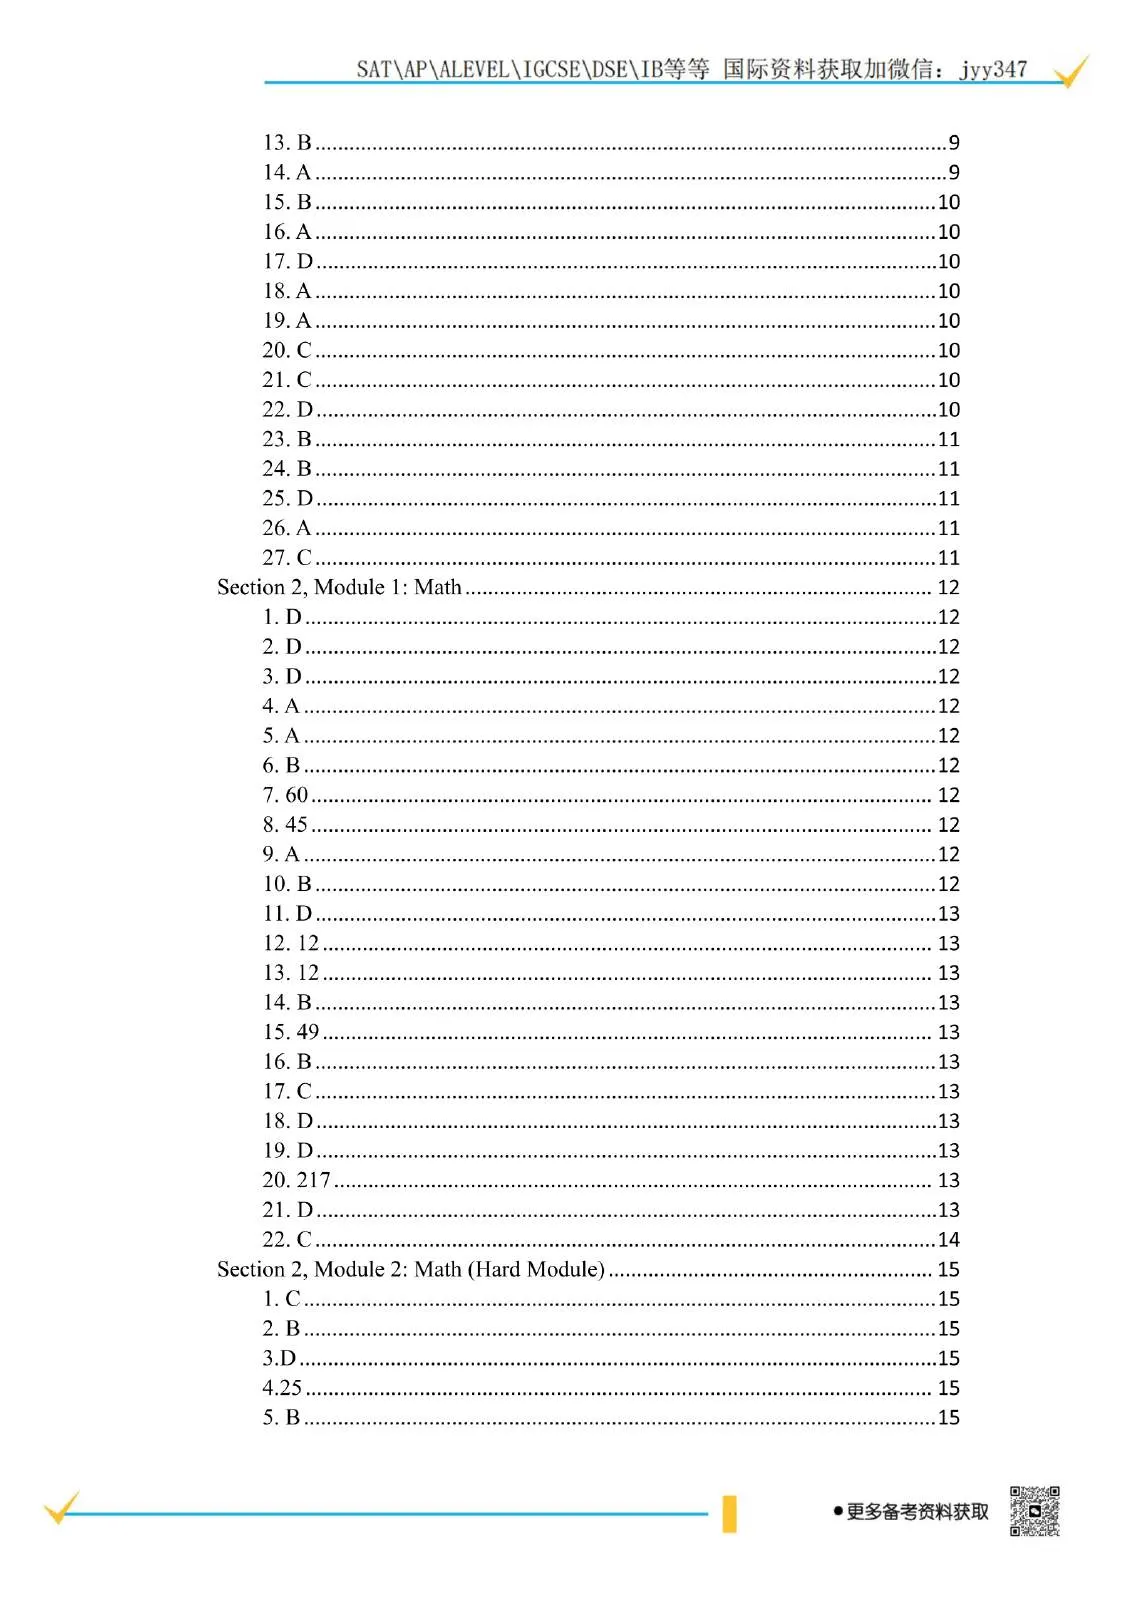 SAT\AP\ALEVEL\IGCSE\DSE\IB等等 国际资料获取加微信：jyy347
13. B 9
14. A 9
15. B 10
16. A 10
17. D 10
18. A 10
19. A 10
20. C 10
21. C 10
22. D 10
23. B 11
24. B 11
25. D 11
26. A 11
27. C 11
Section 2, Module 1: Math 12
1. D 12
2. D 12
3. D 12
4. A 12
5. A 12
6. B 12
7. 60 12
8. 45 12
9. A 12
10. B 12
11. D 13
12. 12 13
13. 12 13
14. B 13
15. 49 13
16. B 13
17. C 13
18. D 13
19. D 13
20. 217 13
21. D 13
22. C 14
Section 2, Module 2: Math (Hard Module) 15
1. C 15
2. B 15
3.D 15
4.25 15
5. B 15
●更多备考资料获取